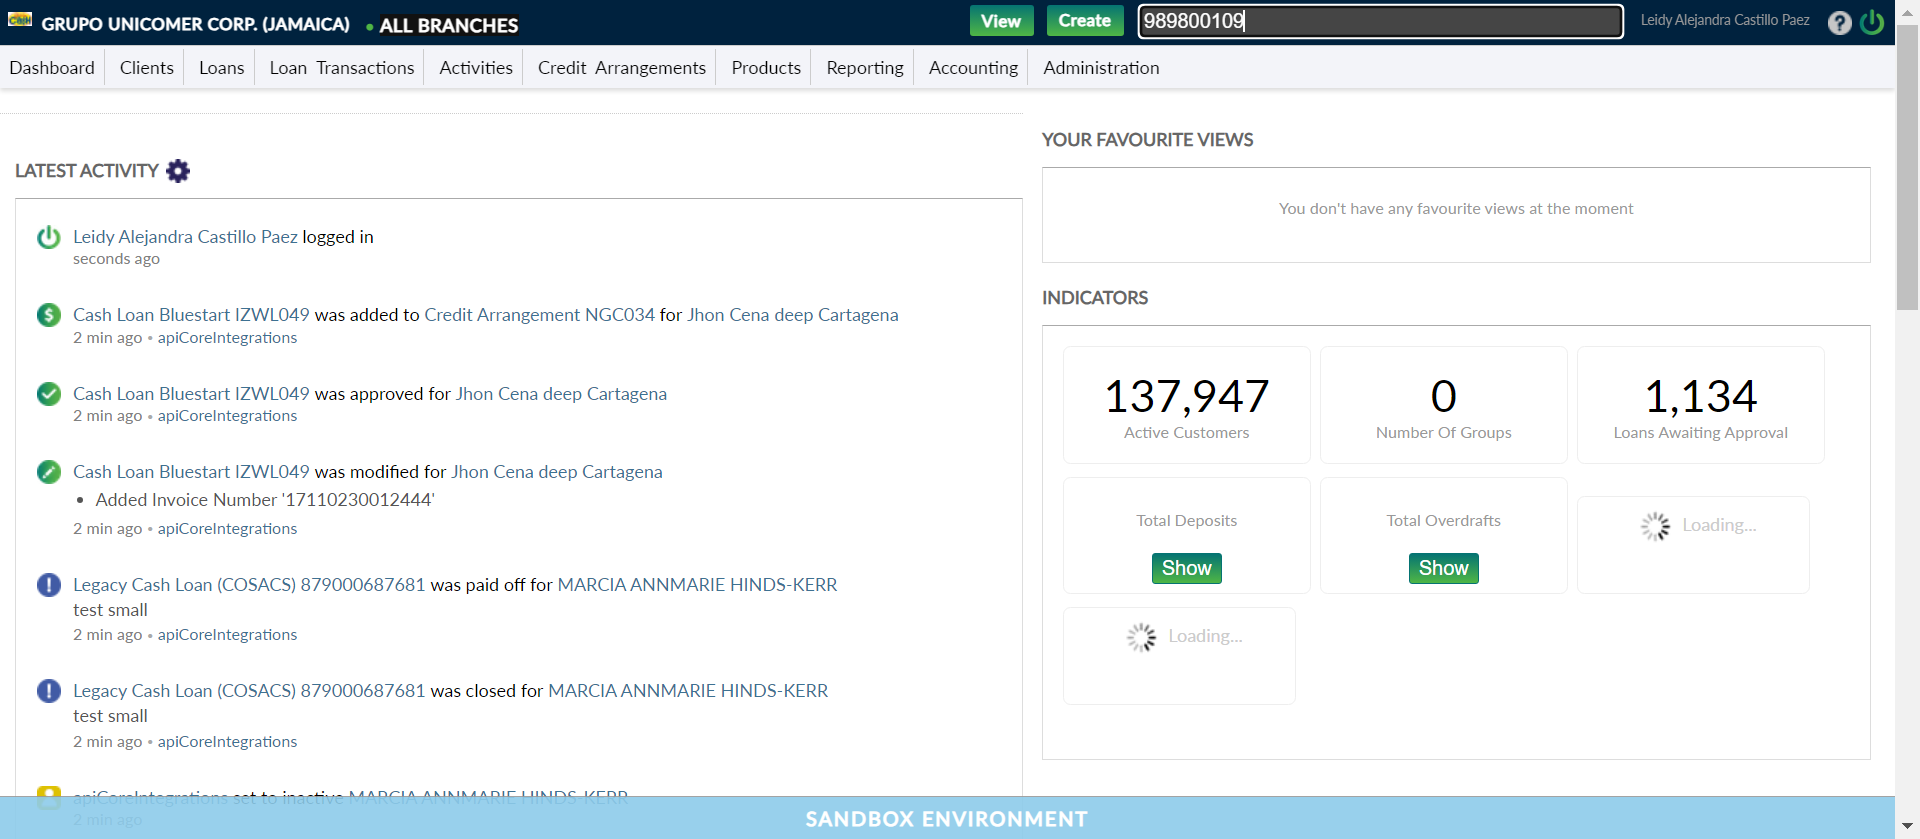 Cash GRUPO UNICOMER CORP. (JAMAICA) • ALL BRANCHES View Create 989800109 Leidy Alejandra Castillo Paez ?
Dashboard Clients Loans Loan Transactions Activities Credit Arrangements Products Reporting Accounting Administration
LATEST ACTIVITY
Leidy Alejandra Castillo Paez logged in
seconds ago
Cash Loan Bluestart IZWL049 was added to Credit Arrangement NGC034 for Jhon Cena deep Cartagena
2 min ago • apiCoreIntegrations
Cash Loan Bluestart IZWL049 was approved for Jhon Cena deep Cartagena
2 min ago • apiCoreIntegrations
Cash Loan Bluestart IZWL049 was modified for Jhon Cena deep Cartagena
• Added Invoice Number '17110230012444'
2 min ago • apiCoreIntegrations
Legacy Cash Loan (COSACS) 879000687681 was paid off for MARCIA ANNMARIE HINDS-KERR
test small
2 min ago • apiCoreIntegrations
Legacy Cash Loan (COSACS) 879000687681 was closed for MARCIA ANNMARIE HINDS-KERR
test small
2 min ago • apiCoreIntegrations
apiCoreIntegrations set to inactive MARCIA ANNMARIE HINDS-KERR
2 min ago
YOUR FAVOURITE VIEWS
You don't have any favourite views at the moment
INDICATORS
137,947
Active Customers
0
Number Of Groups
1,134
Loans Awaiting Approval
Total Deposits
Show
Total Overdrafts
Show
Loading...
Loading...
SANDBOX ENVIRONMENT